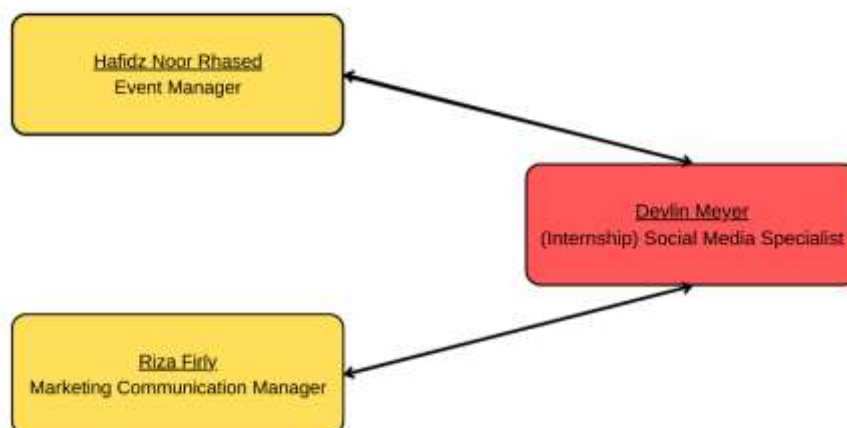 Hafidz Noor Rhased
Event Manager
Devlin Meyer
(Internship) Social Media Specialist
Riza Firly
Marketing Communication Manager